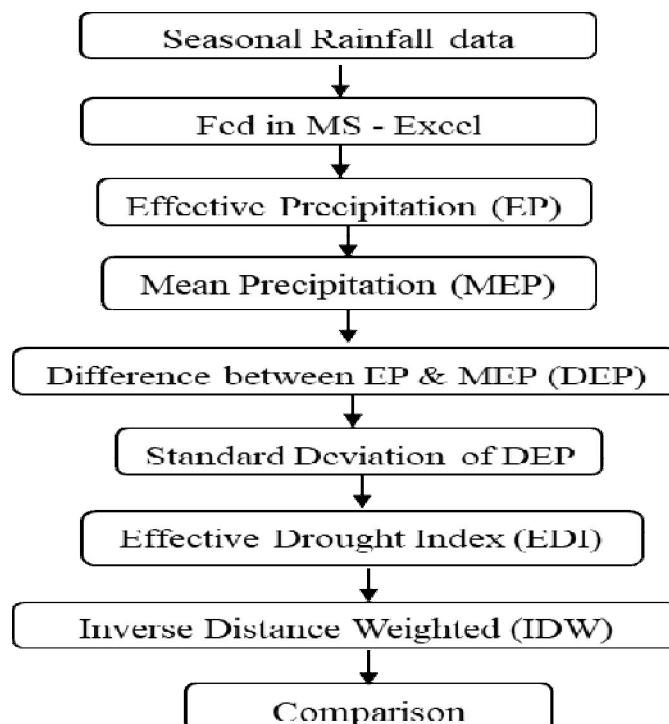 Seasonal Rainfall data
Fed in MS - Excel
Effective Precipitation (EP)
Mean Precipitation (MEP)
Difference between EP & MEP (DEP)
Standard Deviation of DEP
Effective Drought Index (EDI)
Inverse Distance Weighted (IDW)
Comparison